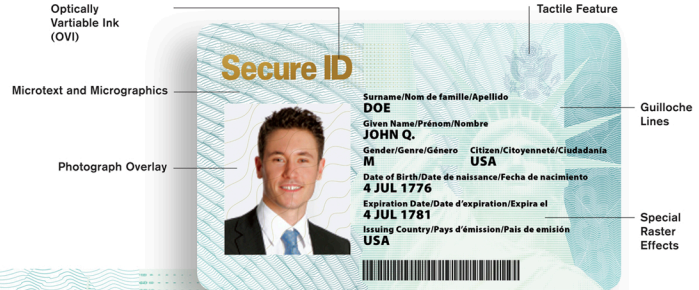 Optically
Vartiable Ink
(OVI)
Tactile Feature
Secure ID
Microtext and Micrographics
Surname/Nom de famille/Apellido
DOE
Guilloche
Lines
Given Name/Prénom/Nombre
JOHN Q.
Gender/Genre/Género Citizen/Citoyenneté/Ciudadanía
M USA
Photograph Overlay
Date of Birth/Date de naissance/Fecha de nacimiento
4 JUL 1776
Expiration Date/Date d'expiration/Expira el
4 JUL 1781
Special
Raster
Effects
Issuing Country/Pays d'émission/Pais de emisión
USA